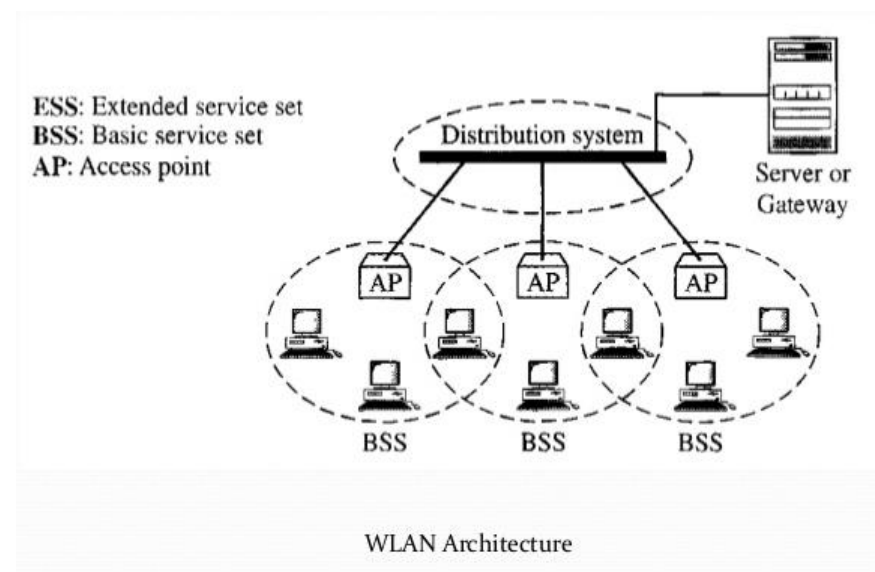 ESS: Extended service set
BSS: Basic service set
AP: Access point
Distribution system
Server or
Gateway
AP
AP
AP
BSS
BSS
BSS
WLAN Architecture